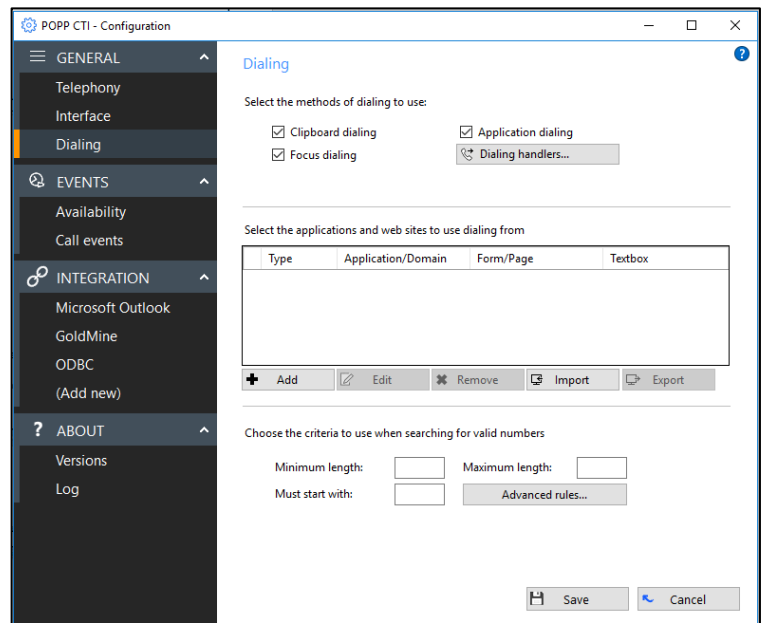 POPP CTI - Configuration
GENERAL
Telephony
Interface
Dialing
EVENTS
Availability
Call events
INTEGRATION
Microsoft Outlook
GoldMine
ODBC
(Add new)
? ABOUT
Versions
Log
?
Dialing
Select the methods of dialing to use:
Clipboard dialing Application dialing
Focus dialing Dialing handlers...
Select the applications and web sites to use dialing from
Type Application/Domain Form/Page Textbox
Add Edit Remove Import Export
Choose the criteria to use when searching for valid numbers
Minimum length: Maximum length:
Must start with: Advanced rules...
Save Cancel